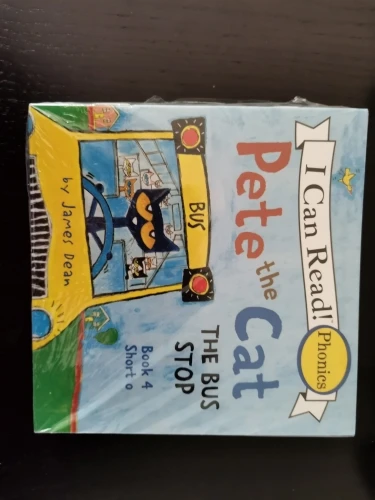 I Can Read!
Phonics
Pete the Cat
THE BUS
STOP
Book 4
Short o
BUS
by James Dean